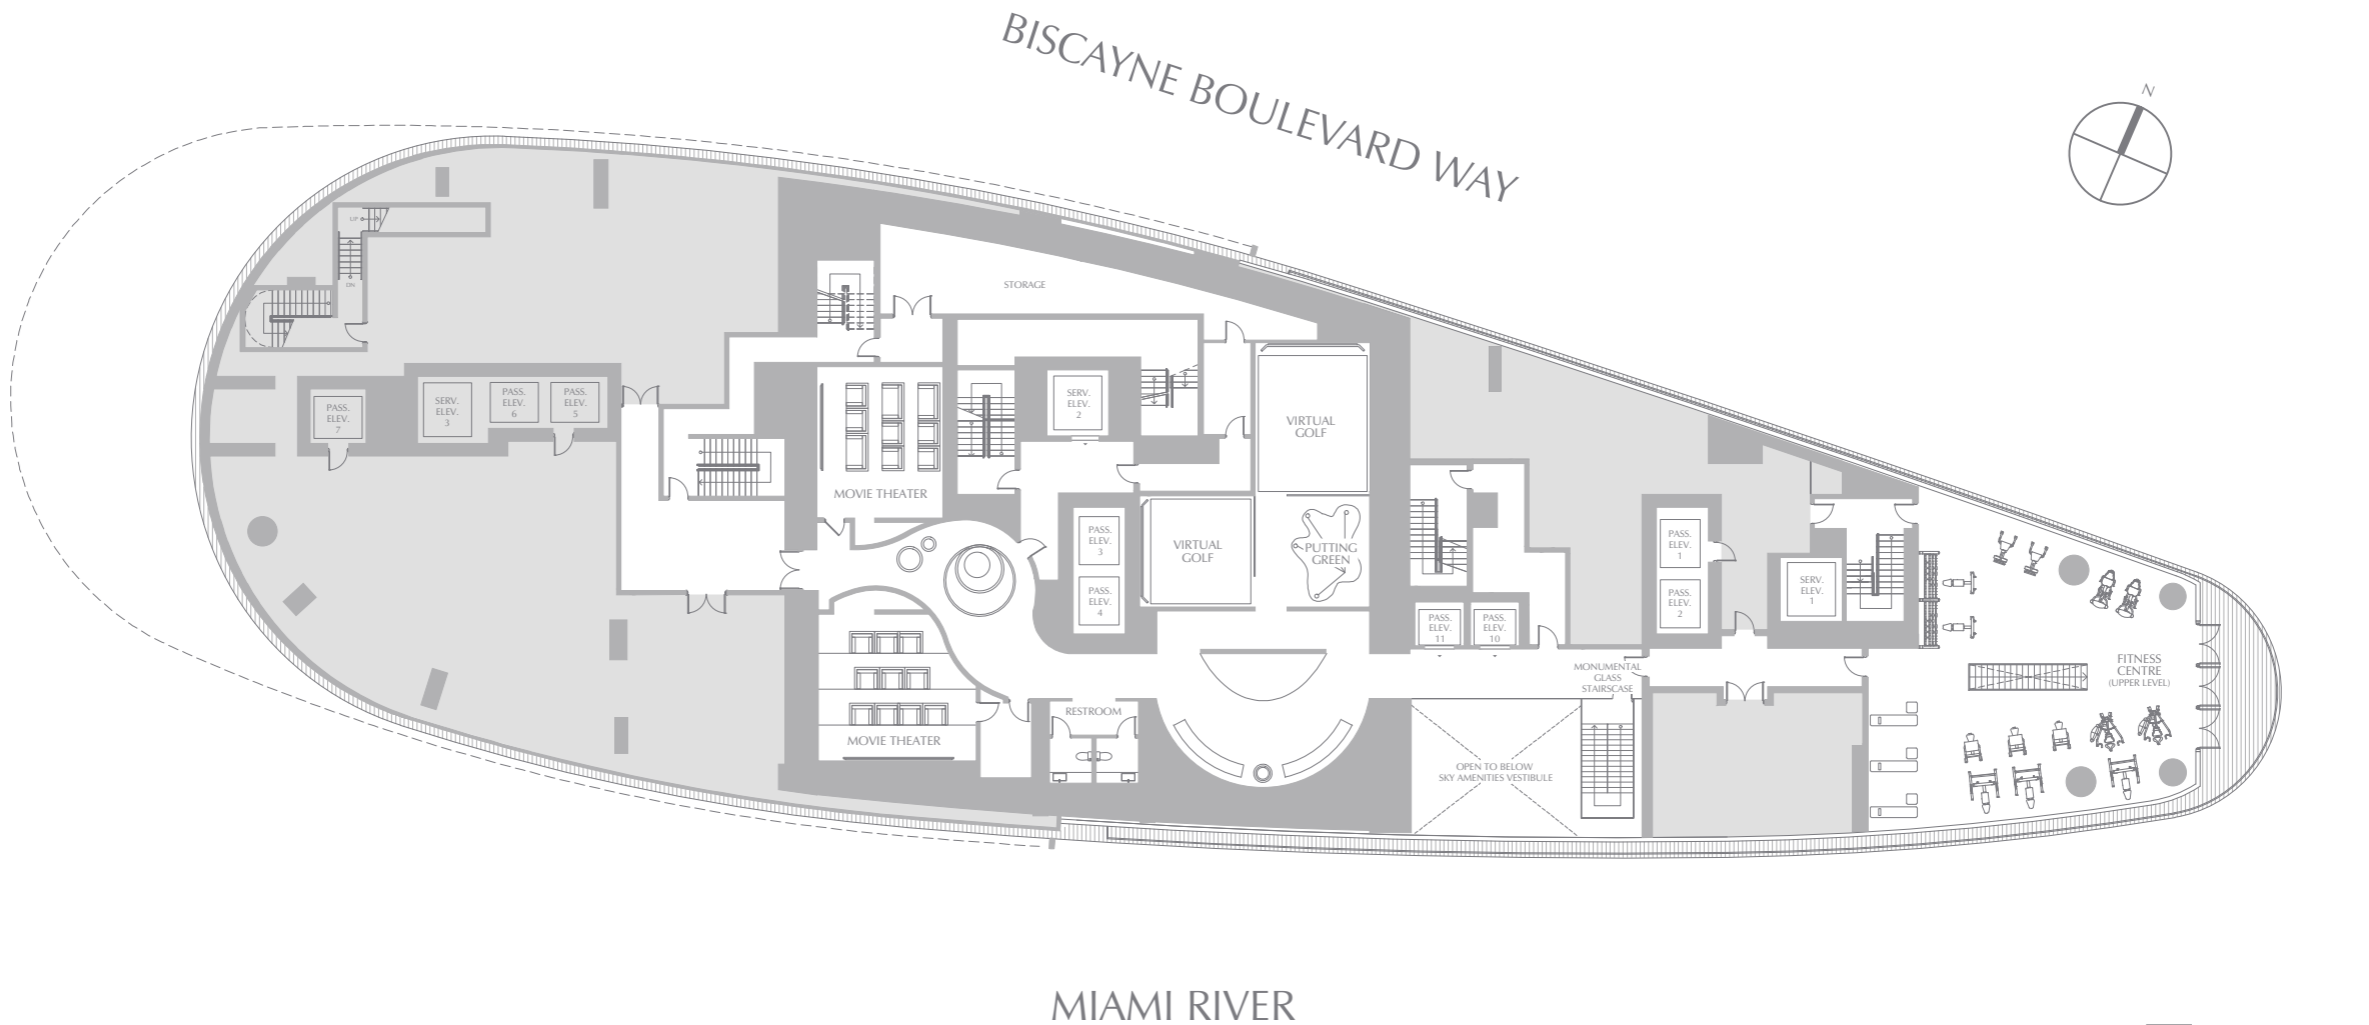 BISCAYNE BOULEVARD WAY
N
UP
DN
STORAGE
PASS.
ELEV.
7
SERV.
ELEV.
3
PASS.
ELEV.
6
PASS.
ELEV.
5
SERV.
ELEV.
2
VIRTUAL
GOLF
MOVIE THEATER
PASS.
ELEV.
3
PASS.
ELEV.
4
VIRTUAL
GOLF
PUTTING
GREEN
PASS.
ELEV.
1
PASS.
ELEV.
2
SERV.
ELEV.
1
PASS.
ELEV.
11
PASS.
ELEV.
10
MONUMENTAL
GLASS
STAIRSCASE
FITNESS
CENTRE
(UPPER LEVEL)
RESTROOM
MOVIE THEATER
OPEN TO BELOW
SKY AMENITIES VESTIBULE
MIAMI RIVER